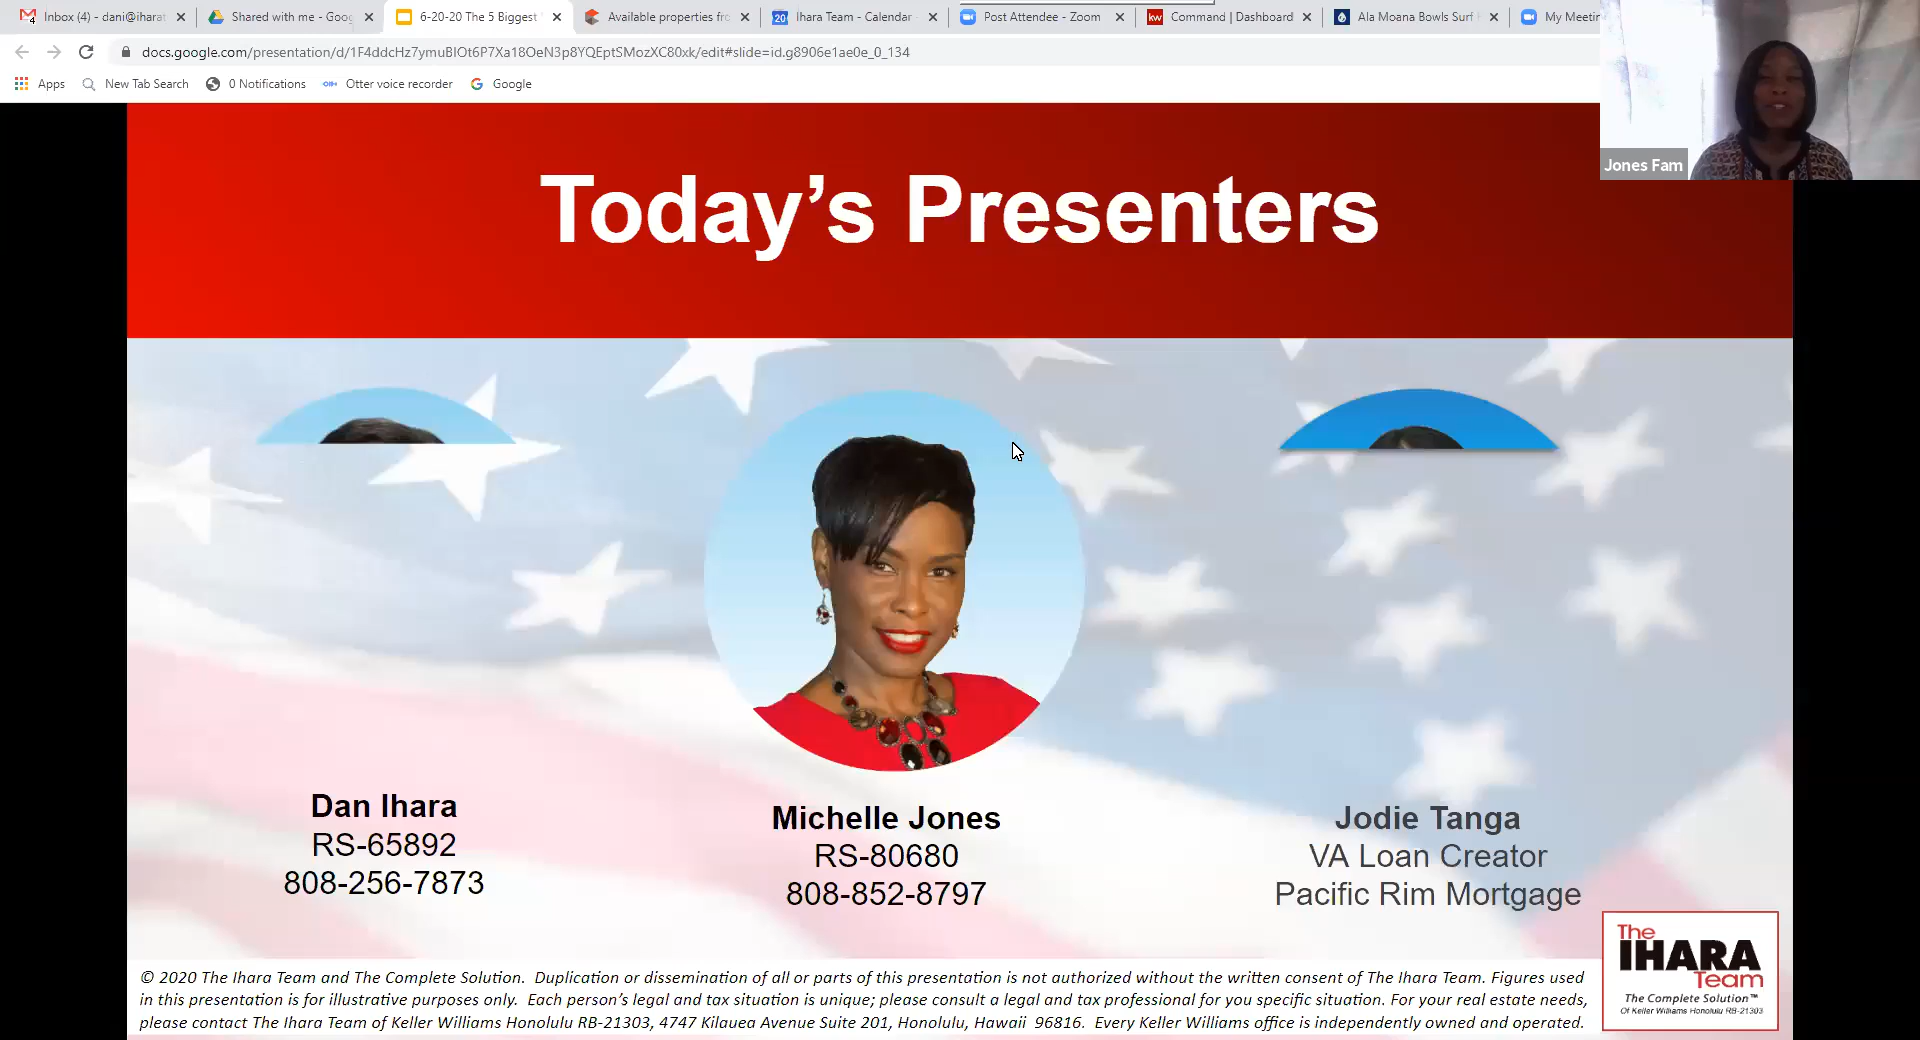 Inbox (4) - dani@ihara
Shared with me - Goo
6-20-20 The 5 Biggest
Available properties fro
Ihara Team - Calendar
Post Attendee - Zoom
Command | Dashboard
Ala Moana Bowls Surf
My Meetin
docs.google.com/presentation/d/1F4ddcHz7ymuBIOt6P7Xa18OeN3p8YQEptSMozXC80xk/edit#slide=id.g8906e1ae0e_0_134
Apps New Tab Search 0 Notifications Otter voice recorder Google
Jones Fam
Today's Presenters
Dan Ihara
RS-65892
808-256-7873
Michelle Jones
RS-80680
808-852-8797
Jodie Tanga
VA Loan Creator
Pacific Rim Mortgage
© 2020 The Ihara Team and The Complete Solution. Duplication or dissemination of all or parts of this presentation is not authorized without the written consent of The Ihara Team. Figures used
in this presentation is for illustrative purposes only. Each person's legal and tax situation is unique; please consult a legal and tax professional for you specific situation. For your real estate needs,
please contact The Ihara Team of Keller Williams Honolulu RB-21303, 4747 Kilauea Avenue Suite 201, Honolulu, Hawaii 96816. Every Keller Williams office is independently owned and operated.
The
IHARA
Team
The Complete Solution™
Of Keller Williams Honolulu RB-21303